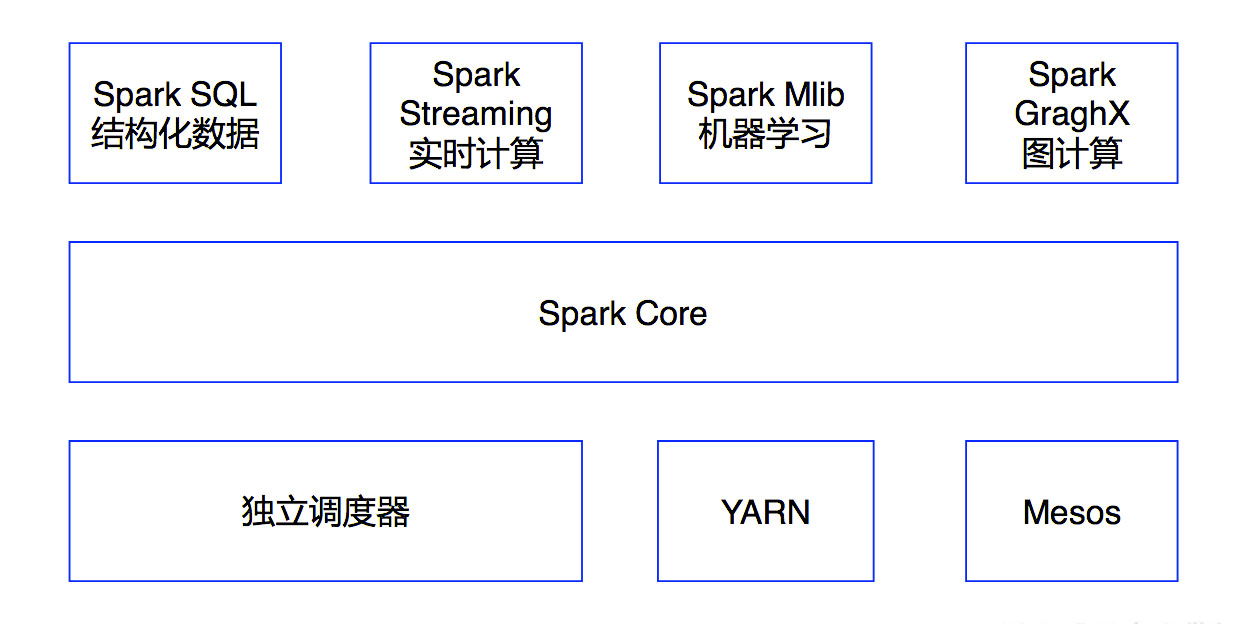 Spark SQL
结构化数据
Spark
Streaming
实时计算
Spark Mlib
机器学习
Spark
GraghX
图计算
Spark Core
独立调度器
YARN
Mesos